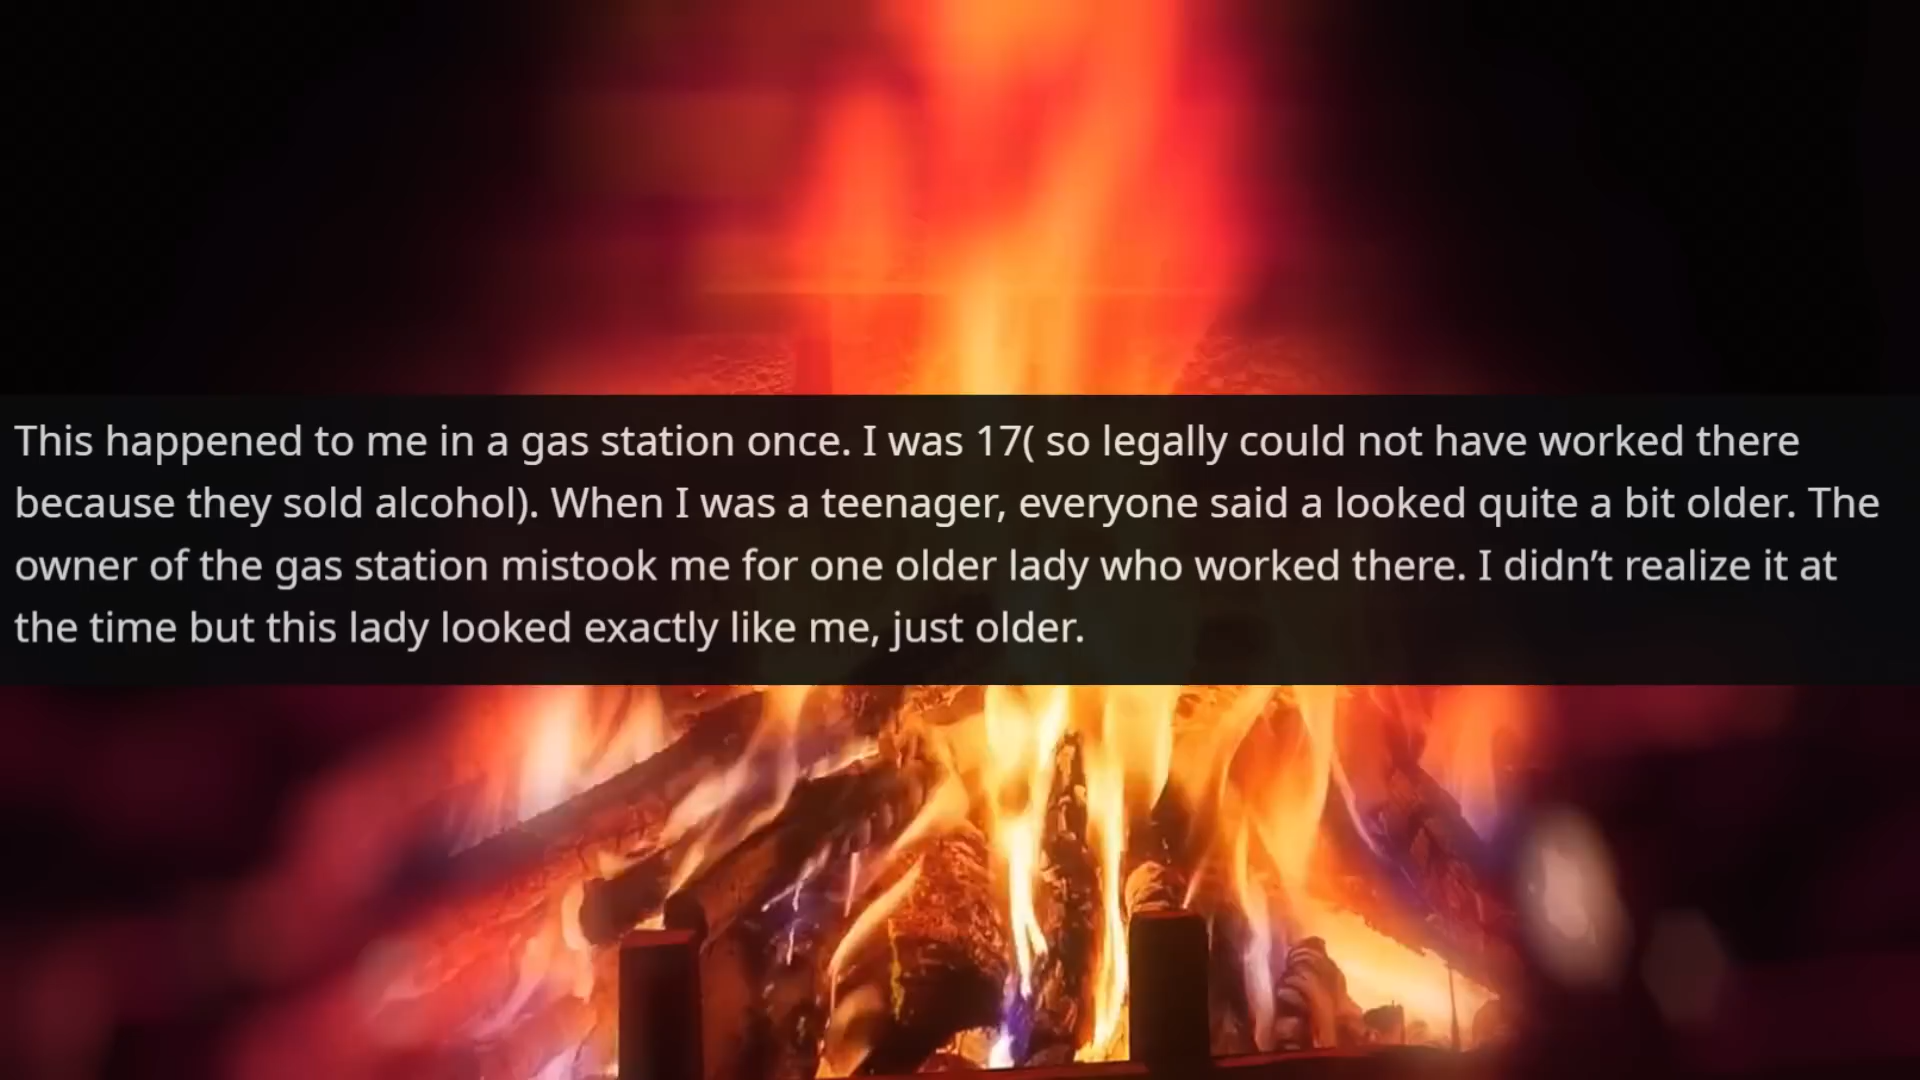 This happened to me in a gas station once. I was 17( so legally could not have worked there
because they sold alcohol). When I was a teenager, everyone said a looked quite a bit older. The
owner of the gas station mistook me for one older lady who worked there. I didn’t realize it at
the time but this lady looked exactly like me, just older.